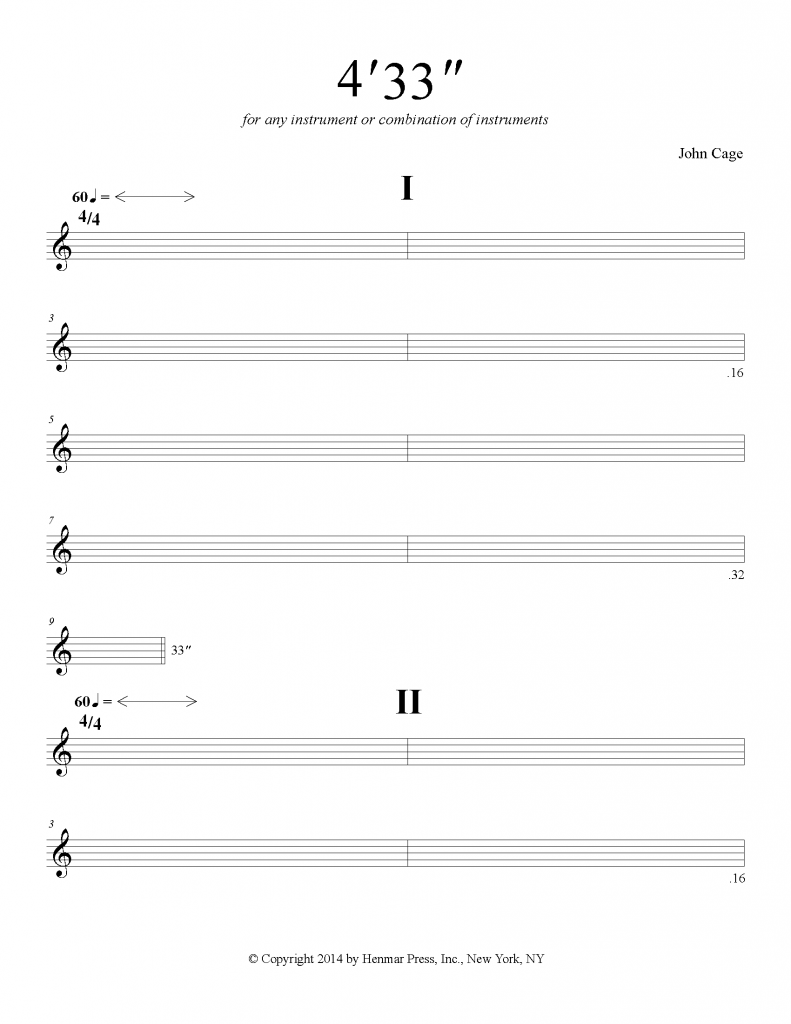 4′33″
for any instrument or combination of instruments
John Cage
I
60♩=
4/4
3
.16
5
7
.32
9
33″
II
60♩=
4/4
3
.16
© Copyright 2014 by Henmar Press, Inc., New York, NY